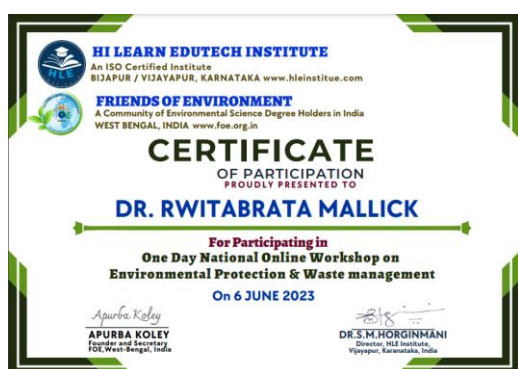 HI LEARN EDUTECH INSTITUTE
An ISO Certified Institute
BIJAPUR / VIJAYAPUR, KARNATAKA www.hleinstitue.com
HLE
FRIENDS OF ENVIRONMENT
A Community of Environmental Science Degree Holders in India
WEST BENGAL, INDIA www.foe.org.in
CERTIFICATE
OF PARTICIPATION
PROUDLY PRESENTED TO
DR. RWITABRATA MALLICK
For Participating in
One Day National Online Workshop on
Environmental Protection & Waste management
On 6 JUNE 2023
Apurba Koley
APURBA KOLEY
Founder and Secretary
FOE, West-Bengal, India
DR.S.M.HORGINMANI
Director, HLE Institute,
Vijayapur, Karanataka, India